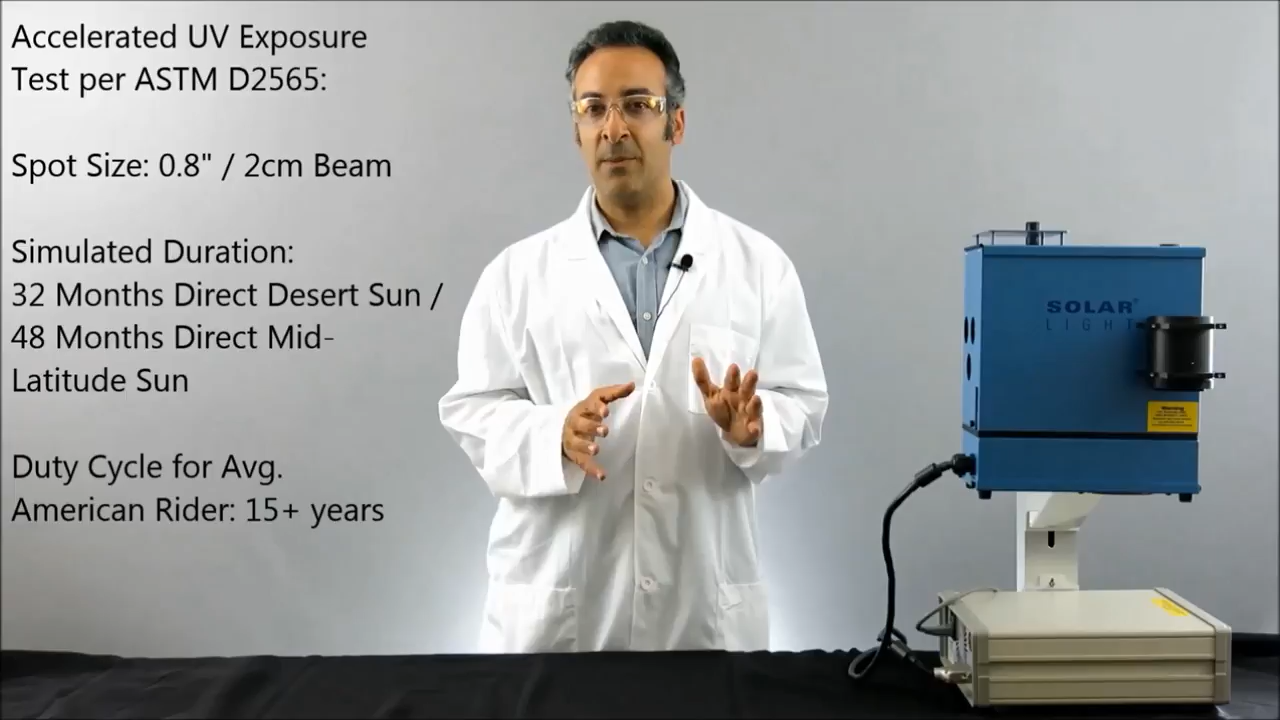 Accelerated UV Exposure
Test per ASTM D2565:
Spot Size: 0.8" / 2cm Beam
Simulated Duration:
32 Months Direct Desert Sun /
48 Months Direct Mid-
Latitude Sun
Duty Cycle for Avg.
American Rider: 15+ years
SOLAR
LIGHT
Warning